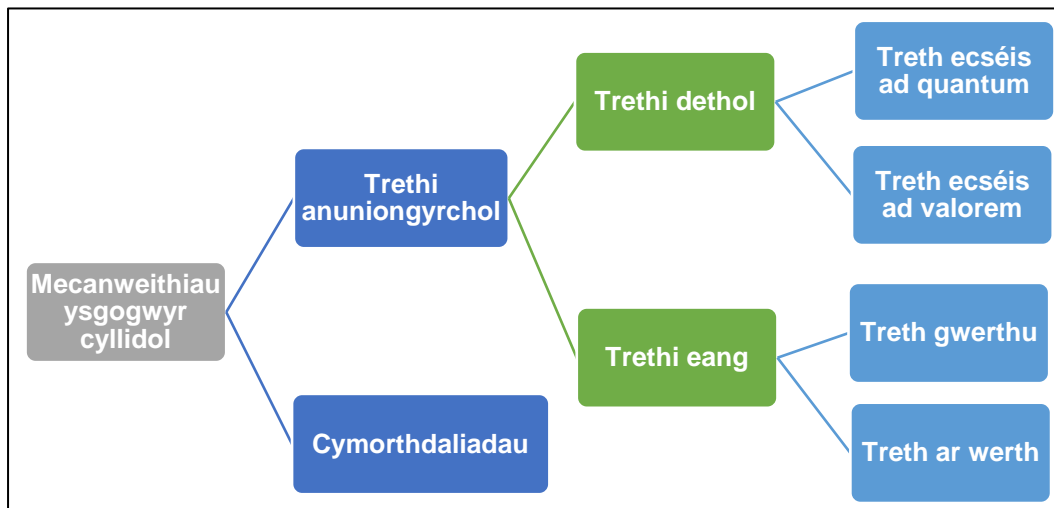 Mecanweithiau
ysgogwyr
cyllidol
Trethi
anuniongyrchol
Cymorthdaliadau
Trethi dethol
Trethi eang
Treth ecséis
ad quantum
Treth ecséis
ad valorem
Treth gwerthu
Treth ar werth